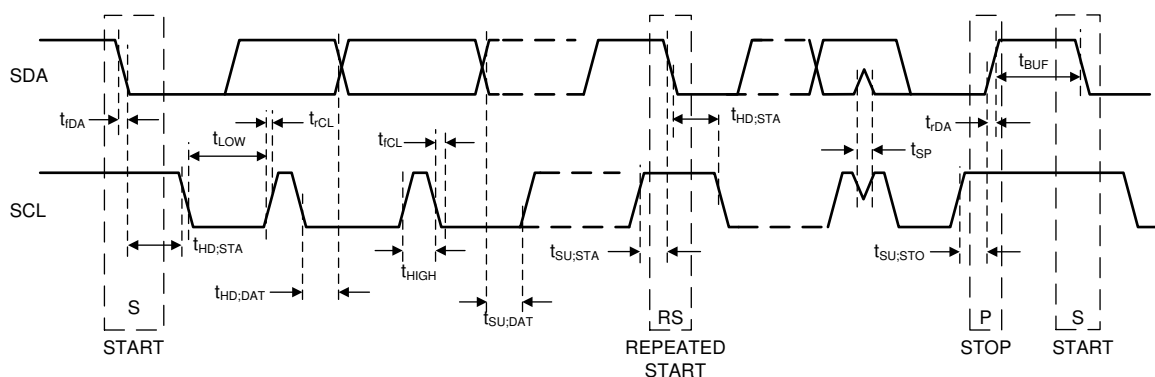 SDA
t_fDA
t_LOW
t_rCL
t_fCL
t_HD;STA
t_SP
t_rDA
t_BUF
SCL
t_HD;STA
t_HD;DAT
t_HIGH
t_SU;DAT
t_SU;STA
t_SU;STO
S
RS
P
S
START
REPEATED
START
STOP
START